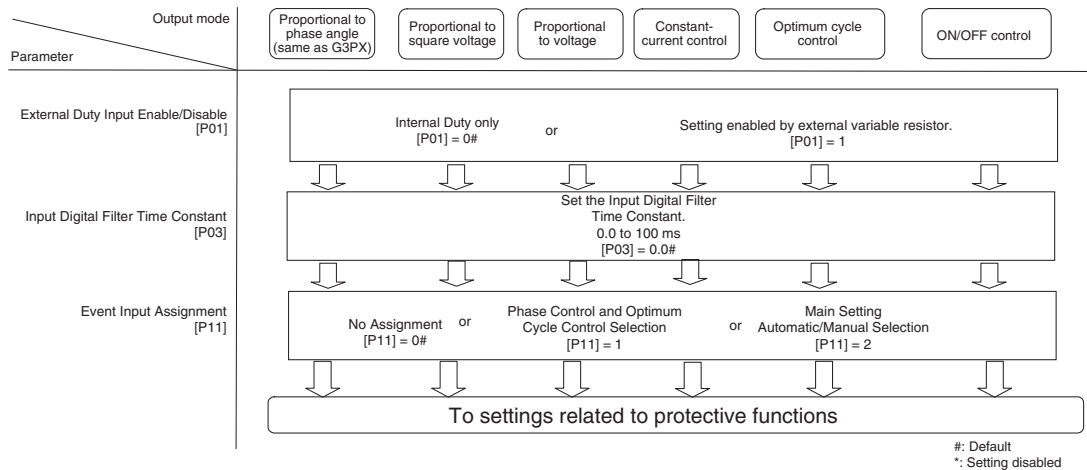 Output mode
Parameter
Proportional to
phase angle
(same as G3PX)
Proportional to
square voltage
Proportional
to voltage
Constant-
current control
Optimum cycle
control
ON/OFF control
External Duty Input Enable/Disable
[P01]
Internal Duty only
[P01] = 0#
or
Setting enabled by external variable resistor.
[P01] = 1
Input Digital Filter Time Constant
[P03]
Set the Input Digital Filter
Time Constant.
0.0 to 100 ms
[P03] = 0.0#
Event Input Assignment
[P11]
No Assignment
[P11] = 0#
or
Phase Control and Optimum
Cycle Control Selection
[P11] = 1
or
Main Setting
Automatic/Manual Selection
[P11] = 2
To settings related to protective functions
#: Default
*: Setting disabled